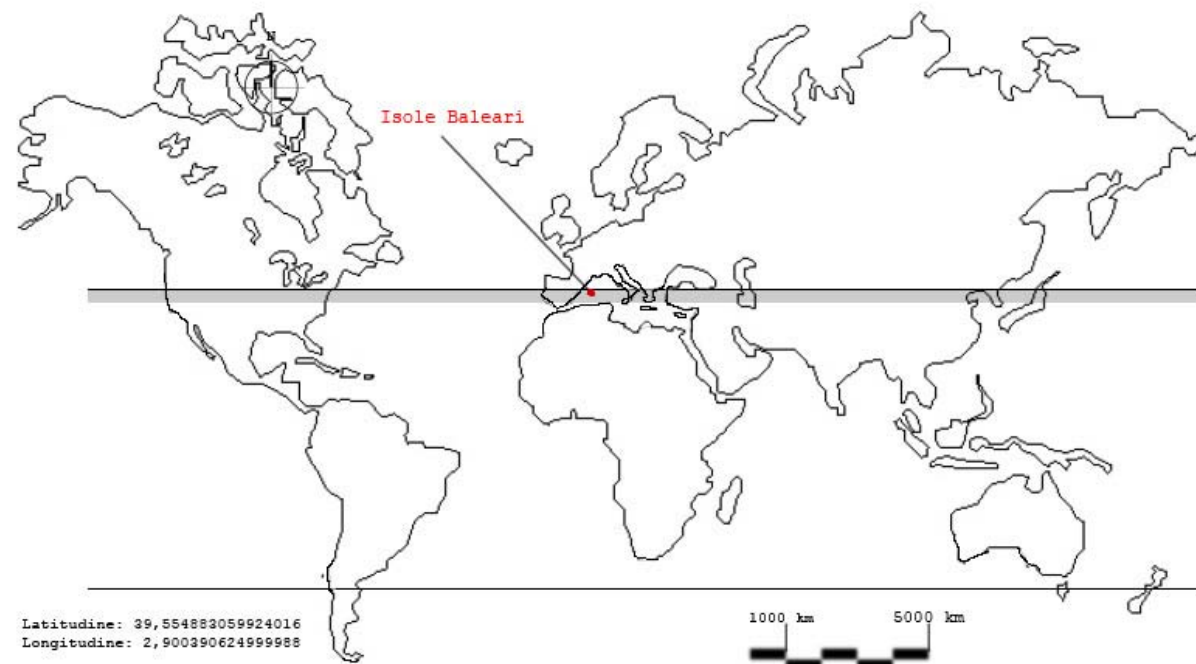 N
Isole Baleari
Latitudine: 39,554883059924016
Longitudine: 2,900390624999988
1000 km
5000 km